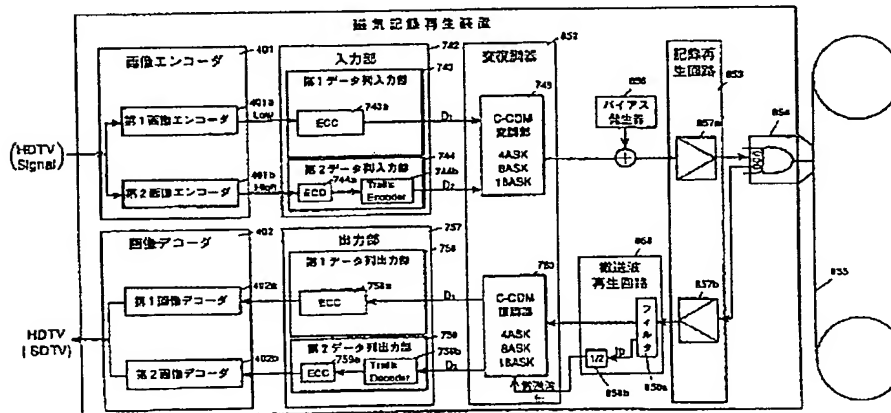 磁気記録再生装置
画像エンコーダ
401
入力部
742
743
変復調器
852
記録再
生回路
853
第1データ列入力部
745
856
バイアス
発生器
857a
854
401a
Low
第1画像エンコーダ
ECC
743a
D1
C-CDM
変調器
4ASK
8ASK
16ASK
(HDTV
Signal)
第2データ列入力部
744
401b
High
第2画像エンコーダ
744a
ECC
744b
Trellis
Encoder
D2
画像デコーダ
402
出力部
757
758
第1データ列出力部
760
858
搬送波
再生回路
857b
855
402a
第1画像デコーダ
ECC
758a
D1
C-CDM
復調器
4ASK
8ASK
16ASK
フィルタ
HDTV
(SDTV)
第2データ列出力部
759
402b
第2画像デコーダ
759a
ECC
759b
Trellis
Decoder
D2
搬送波
1/2
858b
858a